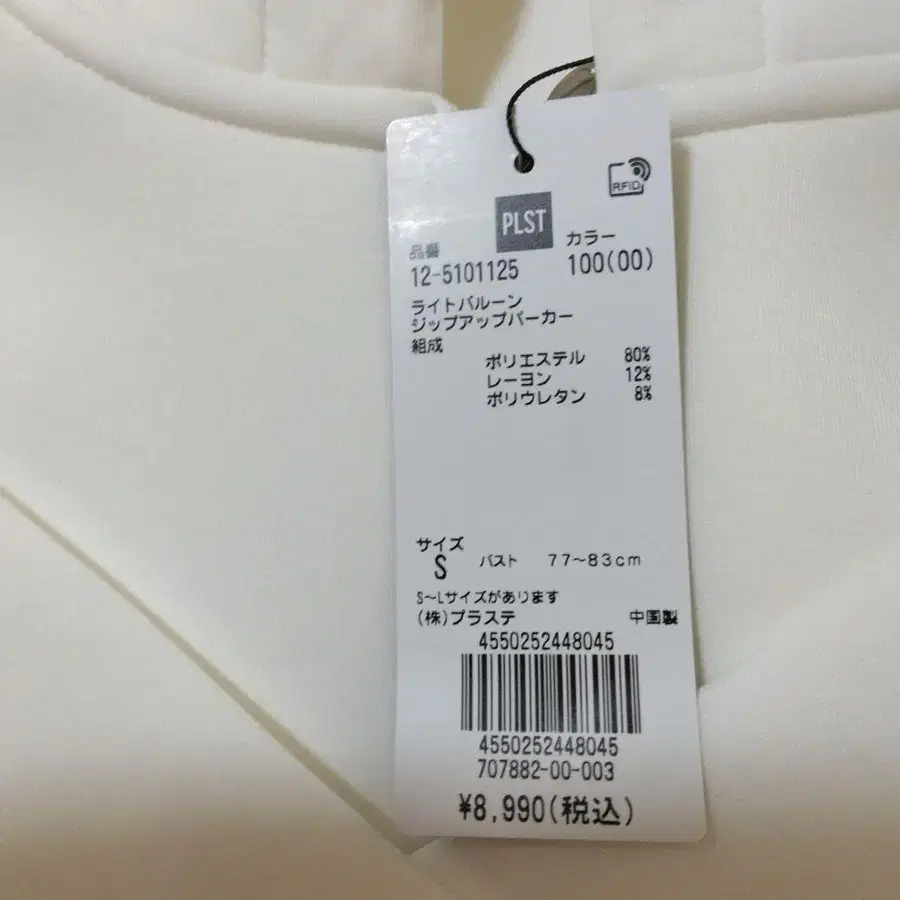 RFID
PLST
品番 カラー
12-5101125 100(00)
ライトバルーン
ジップアップパーカー
組成
ポリエステル 80%
レーヨン 12%
ポリウレタン 8%
サイズ
S バスト 77〜83cm
S〜Lサイズがあります
(株)プラステ 中国製
4550252448045
4550252448045
707882-00-003
¥8,990(税込)